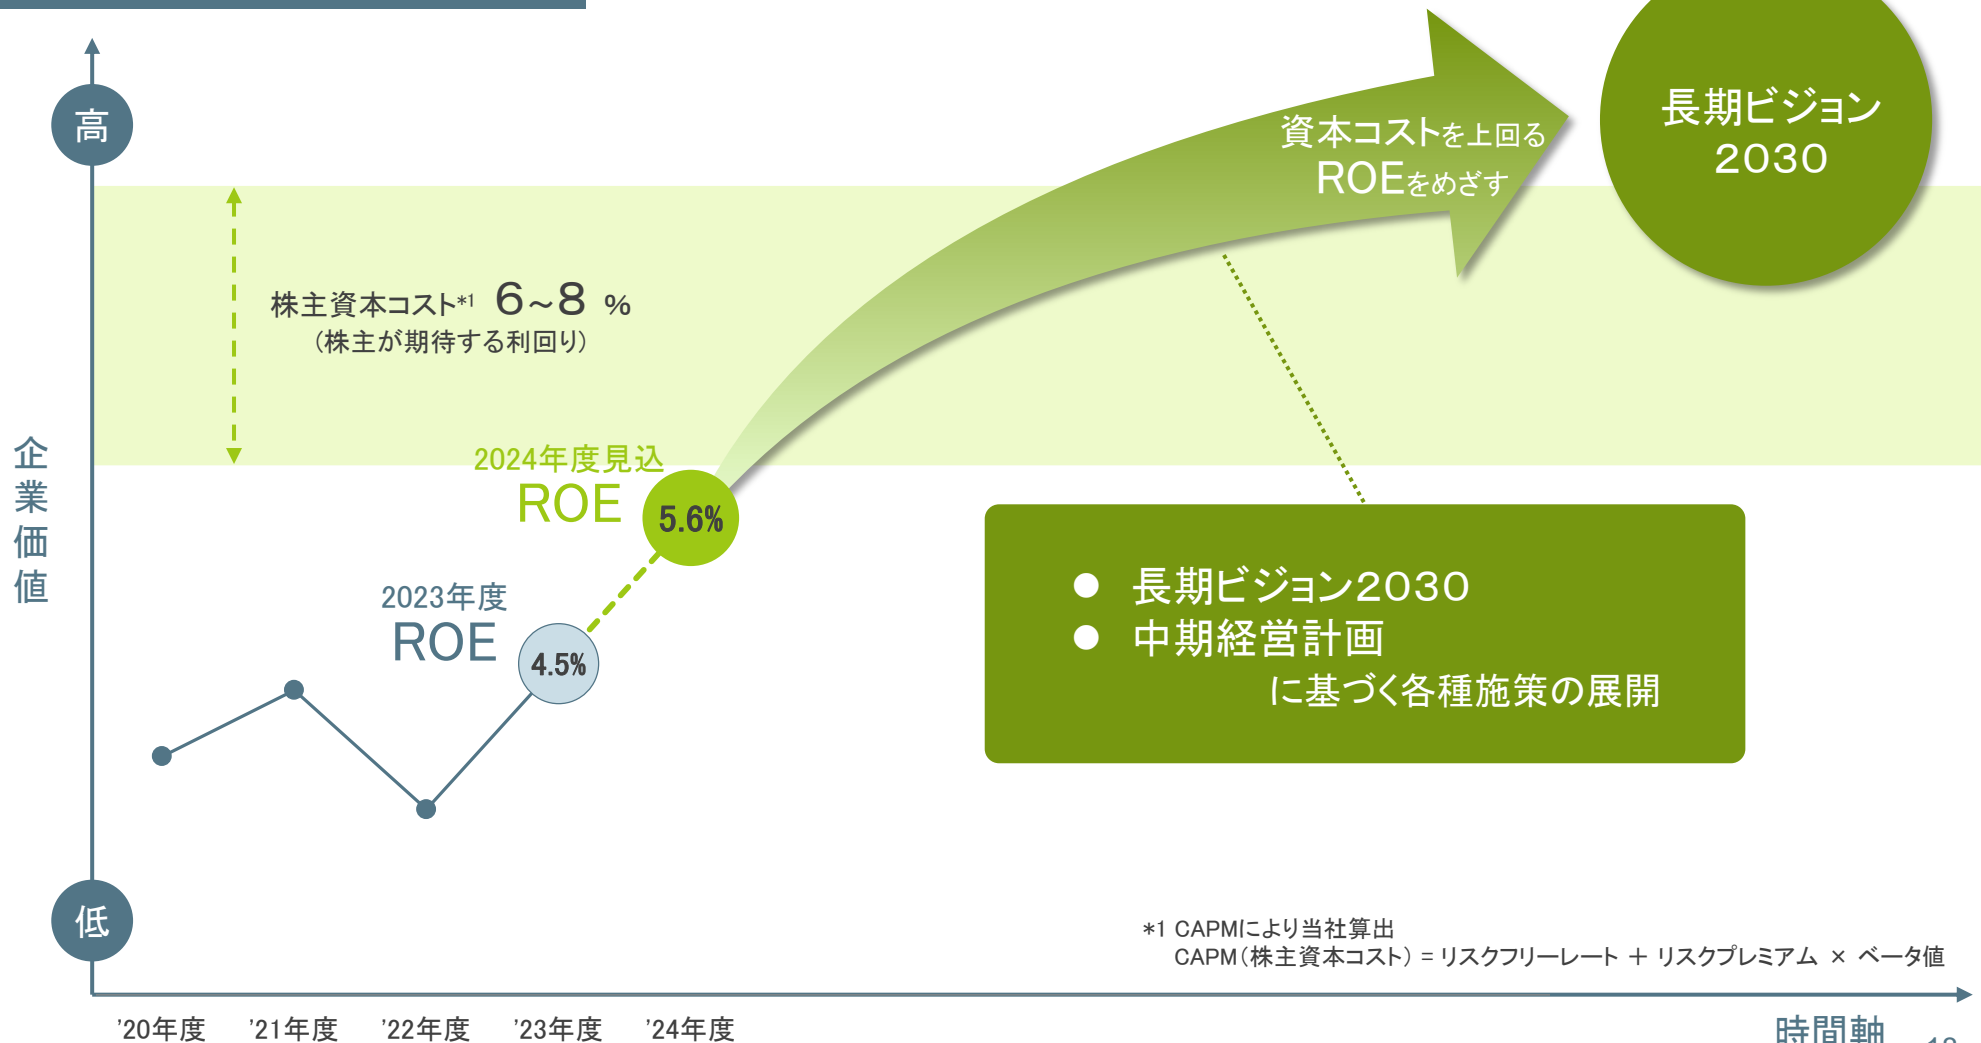 高
長期ビジョン
2030
資本コストを上回る
ROEをめざす
株主資本コスト*1 6~8 %
(株主が期待する利回り)
企業価値
2024年度見込
ROE
5.6%
2023年度
ROE
4.5%
● 長期ビジョン2030
● 中期経営計画
に基づく各種施策の展開
低
*1 CAPMにより当社算出
CAPM(株主資本コスト) = リスクフリーレート + リスクプレミアム × ベータ値
'20年度 '21年度 '22年度 '23年度 '24年度
時間軸